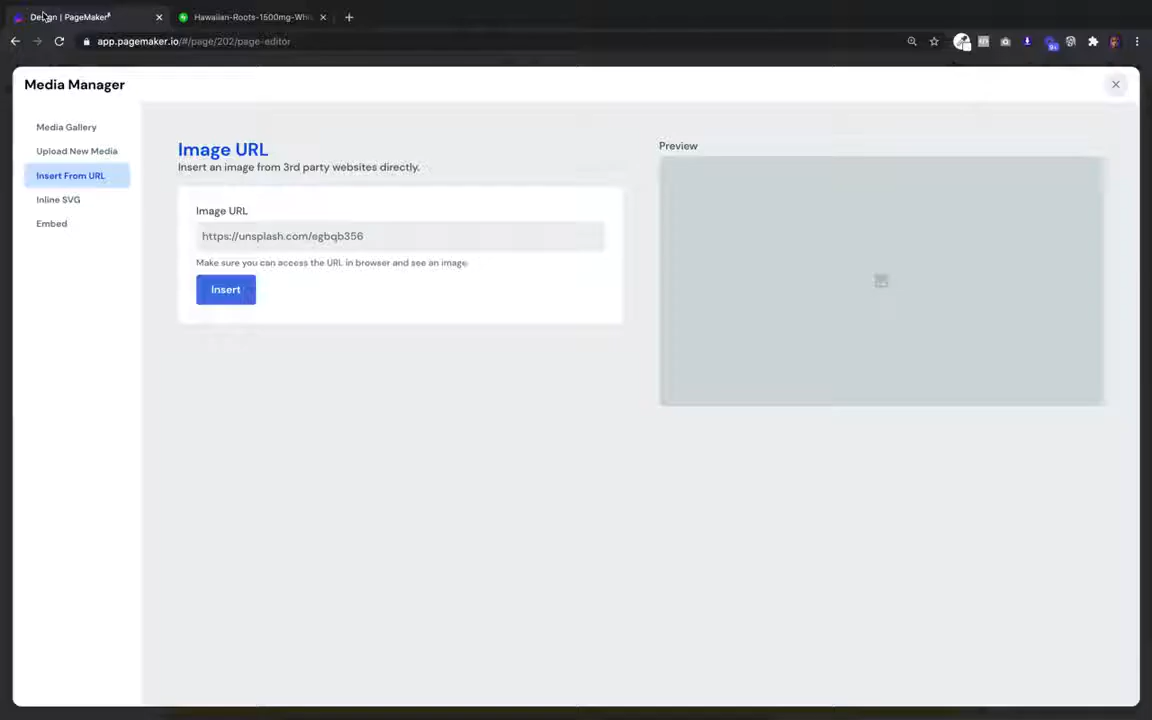 Design | PageMaker
Hawaiian-Roots-1500mg-Whi
app.pagemaker.io/#/page/202/page-editor
9+
Media Manager
Media Gallery
Upload New Media
Insert From URL
Inline SVG
Embed
Image URL
Insert an image from 3rd party websites directly.
Image URL
https://unsplash.com/egbqb356
Make sure you can access the URL in browser and see an image.
Insert
Preview